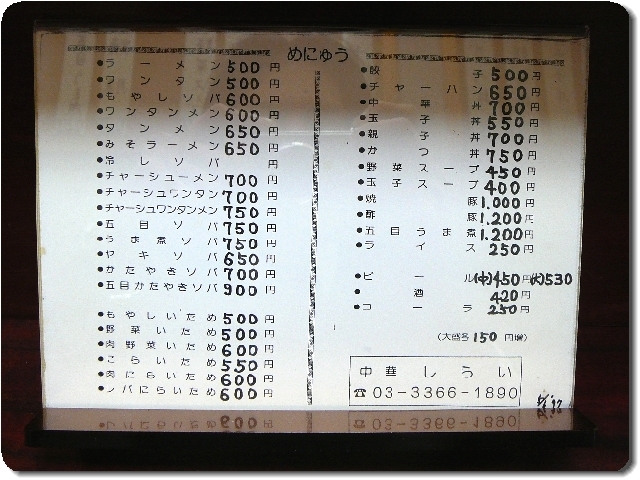 めにゅう
●ラーメン 500円
●ワンタン 500円
●もやしソバ 600円
●ワンタンメン 600円
●タンメン 650円
●みそラーメン 650円
●冷しソバ 円
●チャーシューメン 700円
●チャーシュワンタン 700円
●チャーシュワンタンメン 750円
●五目ソバ 750円
●うま煮ソバ 750円
●ヤキソバ 650円
●かたやきソバ 700円
●五目かたやきソバ 900円
●もやしいため 500円
●野菜いため 500円
●肉野菜いため 600円
●にらいため 550円
●肉にらいため 600円
●レバにらいため 600円
●餃子 500円
●チャーハン 650円
●中華丼 700円
●玉子丼 550円
●親子丼 700円
●かつ丼 750円
●野菜スープ 450円
●玉子スープ 400円
●焼豚 1.000円
●酢豚 1.200円
●五目うま煮 1.200円
●ライス 250円
●ビール(中)450円(大)530
●酒 420円
●コーラ 250円
(大盛各 150円増)
中華しらい
☎03-3366-1890